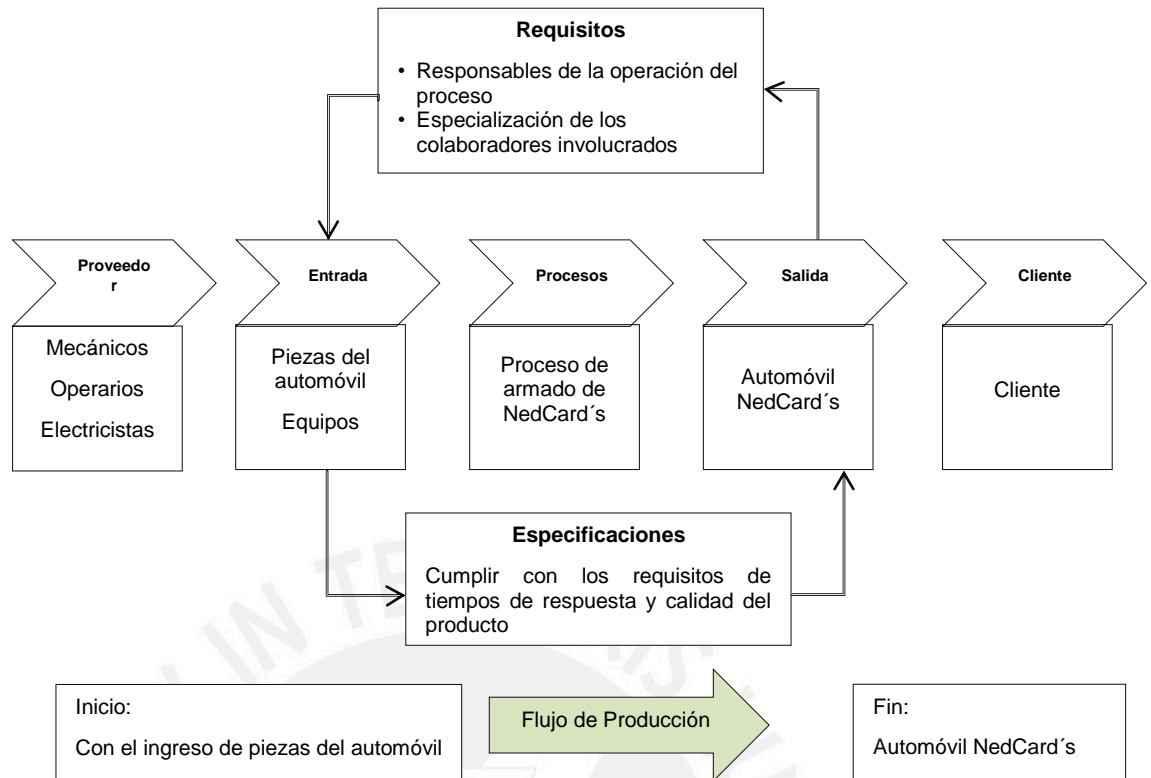 Requisitos
• Responsables de la operación del
proceso
• Especialización de los
colaboradores involucrados
Proveedo
r
Entrada
Procesos
Salida
Cliente
Mecánicos
Operarios
Electricistas
Piezas del
automóvil
Equipos
Proceso de
armado de
NedCard´s
Automóvil
NedCard´s
Cliente
Especificaciones
Cumplir con los requisitos de
tiempos de respuesta y calidad del
producto
Inicio:
Con el ingreso de piezas del automóvil
Flujo de Producción
Fin:
Automóvil NedCard´s